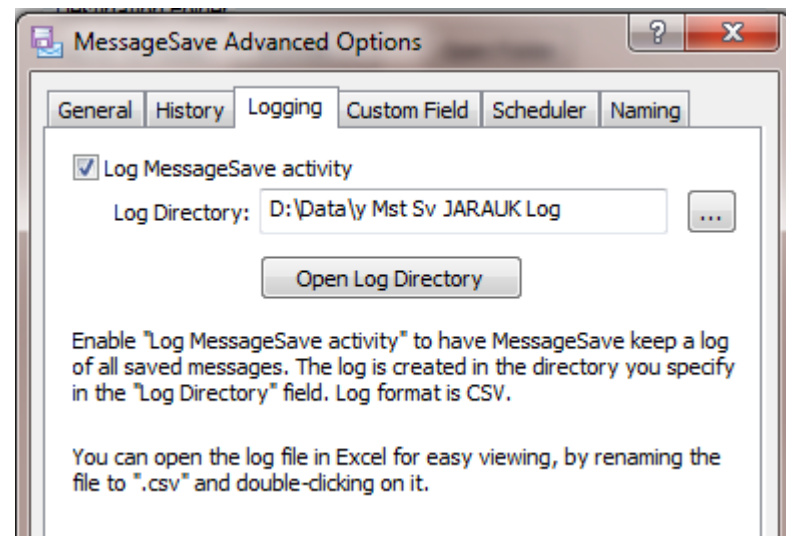 Destination Folder
MessageSave Advanced Options
General History Logging Custom Field Scheduler Naming
Log MessageSave activity
Log Directory: D:\Data\y Mst Sv JARAUK Log ...
Open Log Directory
Enable "Log MessageSave activity" to have MessageSave keep a log
of all saved messages. The log is created in the directory you specify
in the "Log Directory" field. Log format is CSV.
You can open the log file in Excel for easy viewing, by renaming the
file to ".csv" and double-clicking on it.